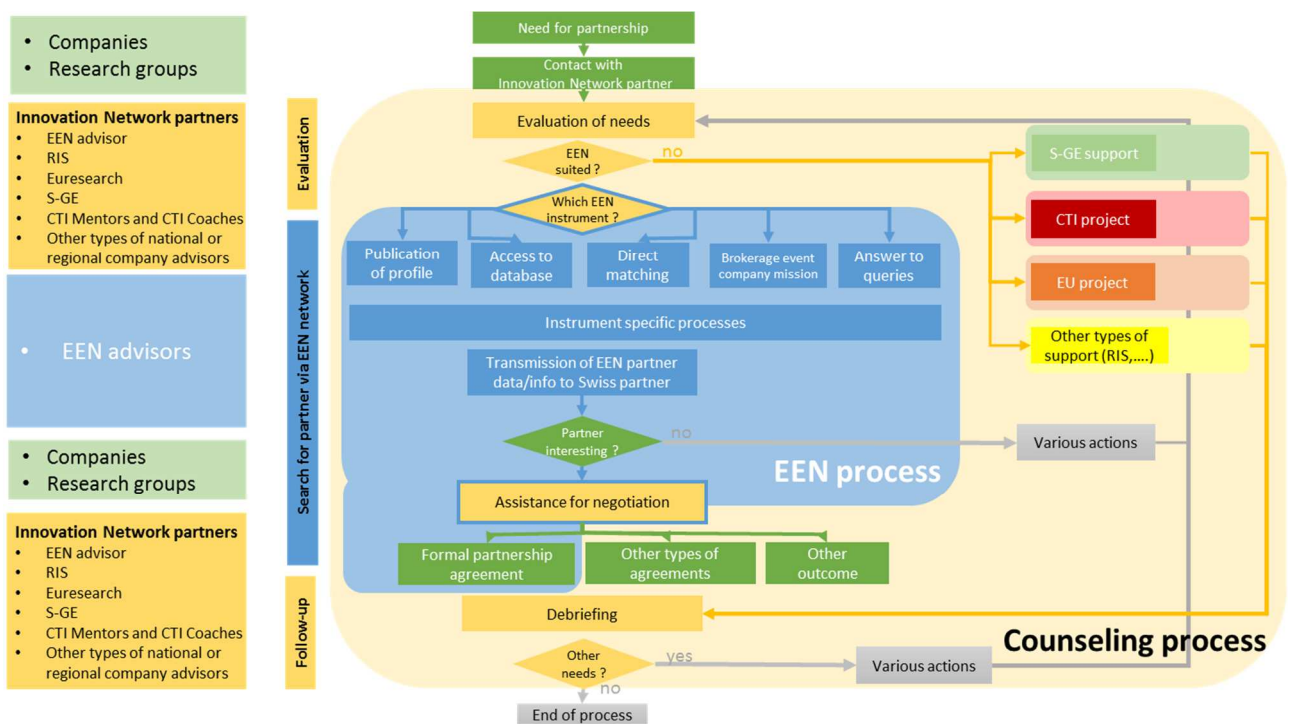 • Companies
• Research groups
Innovation Network partners
• EEN advisor
• RIS
• Euresearch
• S-GE
• CTI Mentors and CTI Coaches
• Other types of national or
regional company advisors
• EEN advisors
• Companies
• Research groups
Innovation Network partners
• EEN advisor
• RIS
• Euresearch
• S-GE
• CTI Mentors and CTI Coaches
• Other types of national or
regional company advisors
Evaluation
Search for partner via EEN network
Follow-up
Need for partnership
Contact with
Innovation Network partner
Evaluation of needs
EEN
suited ?
no
Which EEN
instrument ?
Publication
of profile
Access to
database
Direct
matching
Brokerage event
company mission
Answer to
queries
Instrument specific processes
Transmission of EEN partner
data/info to Swiss partner
Partner
interesting ?
no
Various actions
EEN process
Assistance for negotiation
Formal partnership
agreement
Other types of
agreements
Other
outcome
Debriefing
Other
needs ?
yes
Various actions
no
End of process
S-GE support
CTI project
EU project
Other types of
support (RIS,....)
Counseling process